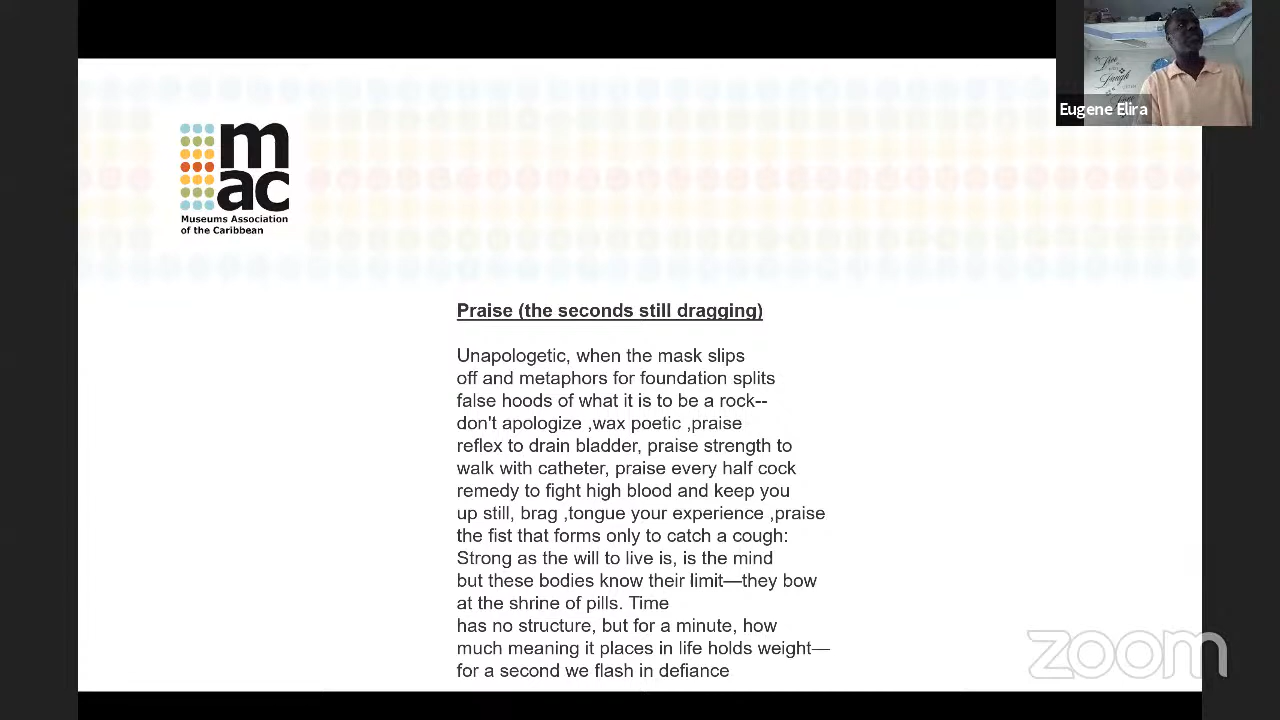 Eugene Elira
mac
Museums Association
of the Caribbean
Praise (the seconds still dragging)
Unapologetic, when the mask slips
off and metaphors for foundation splits
false hoods of what it is to be a rock--
don't apologize ,wax poetic ,praise
reflex to drain bladder, praise strength to
walk with catheter, praise every half cock
remedy to fight high blood and keep you
up still, brag ,tongue your experience ,praise
the fist that forms only to catch a cough:
Strong as the will to live is, is the mind
but these bodies know their limit—they bow
at the shrine of pills. Time
has no structure, but for a minute, how
much meaning it places in life holds weight—
for a second we flash in defiance
zoom